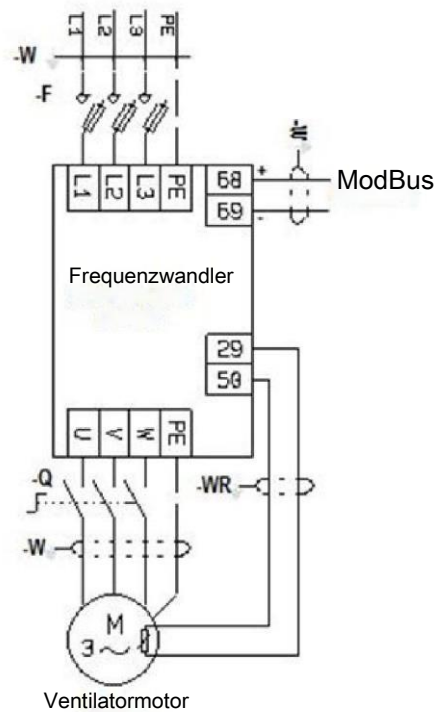 L1 L2 L3 PE
-W
-F
-W
L1 L2 L3 PE
68 +
ModBus
69 -
Frequenzwandler
29
50
U V W PE
-Q
-WR
-W
M
3 ~
Ventilatormotor